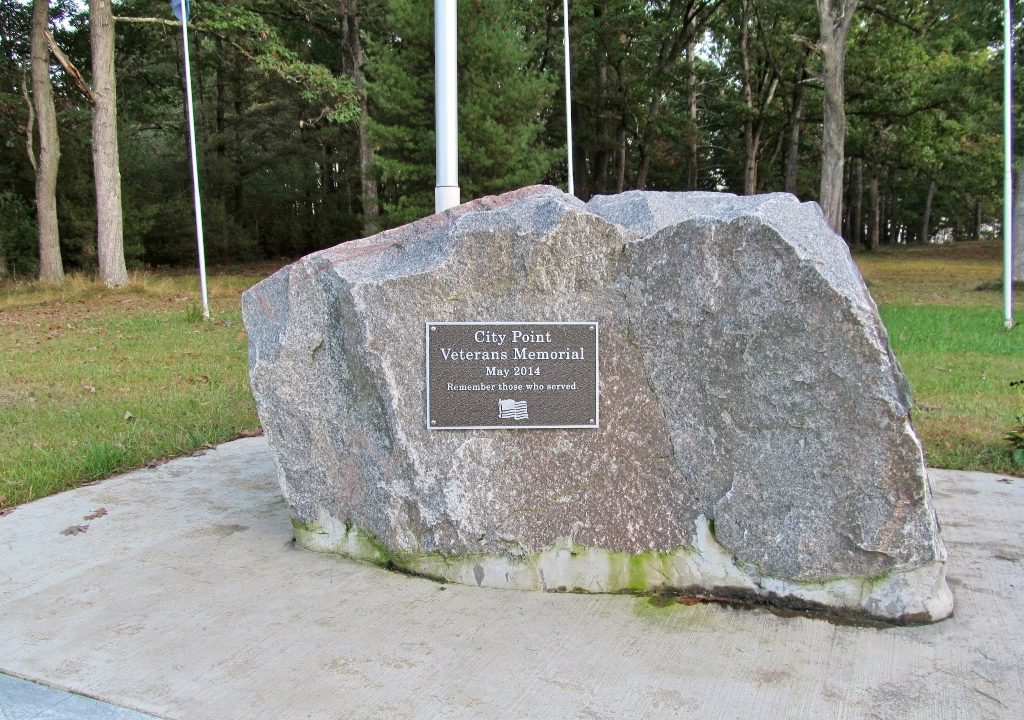 City Point
Veterans Memorial
May 2014
Remember those who served.